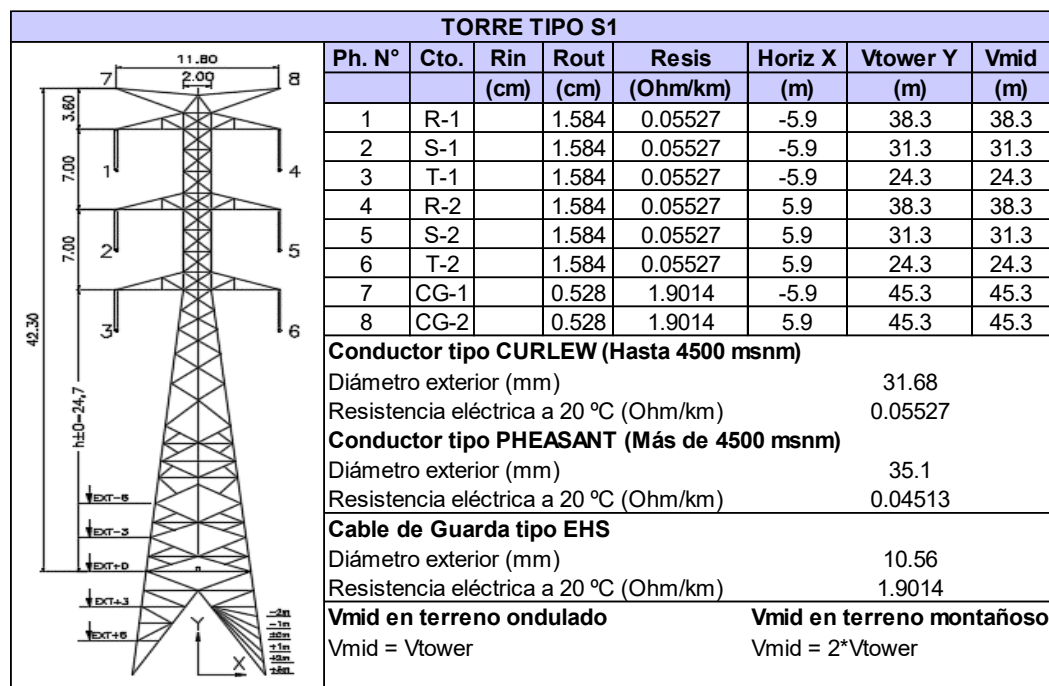 TORRE TIPO S1
Ph. N° Cto. Rin Rout Resis Horiz X Vtower Y Vmid
(cm) (cm) (Ohm/km) (m) (m) (m)
1 R-1 1.584 0.05527 -5.9 38.3 38.3
2 S-1 1.584 0.05527 -5.9 31.3 31.3
3 T-1 1.584 0.05527 -5.9 24.3 24.3
4 R-2 1.584 0.05527 5.9 38.3 38.3
5 S-2 1.584 0.05527 5.9 31.3 31.3
6 T-2 1.584 0.05527 5.9 24.3 24.3
7 CG-1 0.528 1.9014 -5.9 45.3 45.3
8 CG-2 0.528 1.9014 5.9 45.3 45.3
Conductor tipo CURLEW (Hasta 4500 msnm)
Diámetro exterior (mm) 31.68
Resistencia eléctrica a 20 ºC (Ohm/km) 0.05527
Conductor tipo PHEASANT (Más de 4500 msnm)
Diámetro exterior (mm) 35.1
Resistencia eléctrica a 20 ºC (Ohm/km) 0.04513
Cable de Guarda tipo EHS
Diámetro exterior (mm) 10.56
Resistencia eléctrica a 20 ºC (Ohm/km) 1.9014
Vmid en terreno ondulado Vmid en terreno montañoso
Vmid = Vtower Vmid = 2*Vtower
11.80
7 2.00 8
3.60
7.00
1 4
7.00
2 5
3 6
42.30
h±0=24,7
EXT-6
EXT-3
EXT+0
EXT+3
EXT+6
-2m
-1m
±0m
+1m
+2m
Y
X